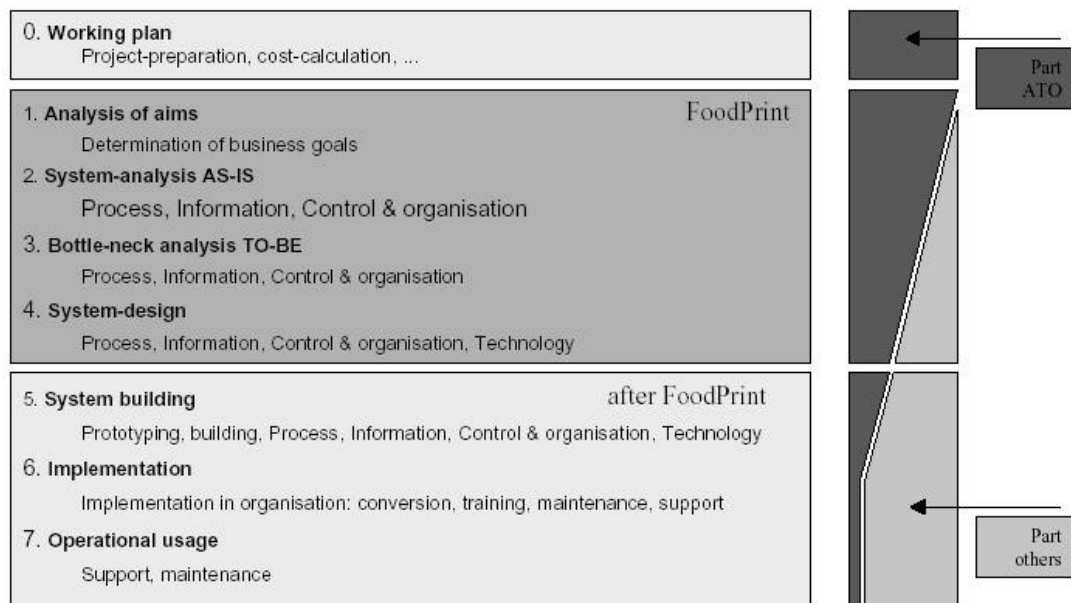 0. Working plan
Project-preparation, cost-calculation, ...
Part
ATO
1. Analysis of aims
FoodPrint
Determination of business goals
2. System-analysis AS-IS
Process, Information, Control & organisation
3. Bottle-neck analysis TO-BE
Process, Information, Control & organisation
4. System-design
Process, Information, Control & organisation, Technology
5. System building
after FoodPrint
Prototyping, building, Process, Information, Control & organisation, Technology
6. Implementation
Implementation in organisation: conversion, training, maintenance, support
7. Operational usage
Support, maintenance
Part
others